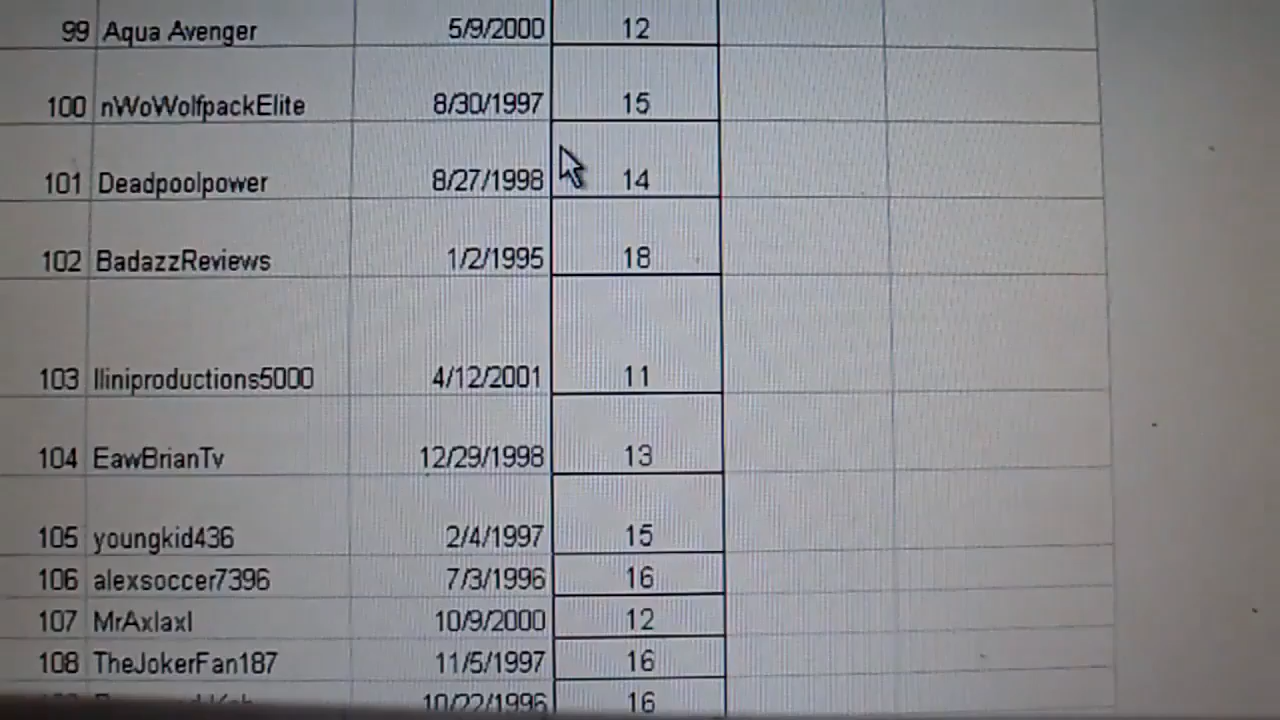 99 Aqua Avenger 5/9/2000 12
100 nWoWolfpackElite 8/30/1997 15
101 Deadpoolpower 8/27/1998 14
102 BadazzReviews 1/2/1995 18
103 Iliniproductions5000 4/12/2001 11
104 EawBrianTv 12/29/1998 13
105 youngkid436 2/4/1997 15
106 alexsoccer7396 7/3/1996 16
107 MrAxlaxl 10/9/2000 12
108 TheJokerFan187 11/5/1997 16
10/22/1996 16